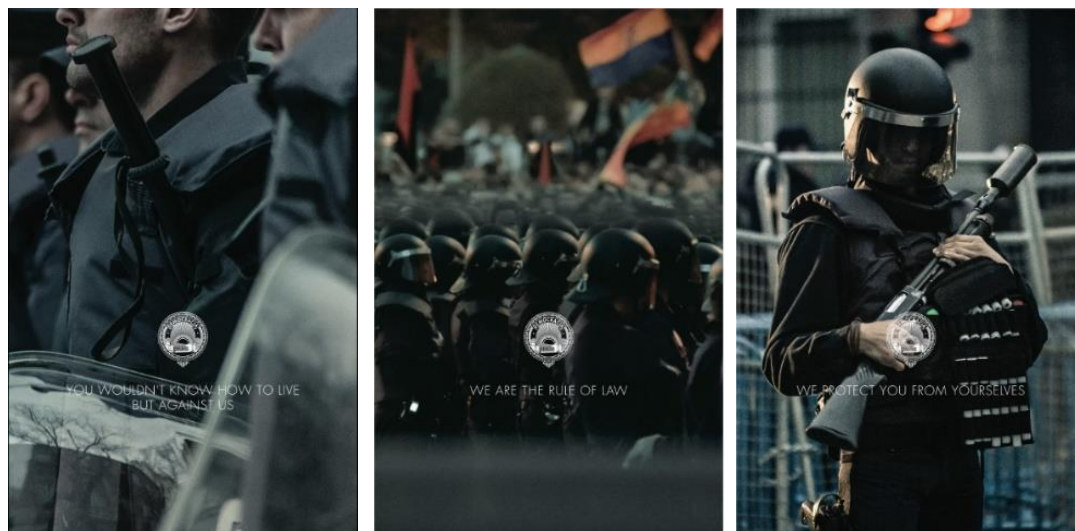 YOU WOULDN'T KNOW HOW TO LIVE
BUT AGAINST US
WE ARE THE RULE OF LAW
WE PROTECT YOU FROM YOURSELVES